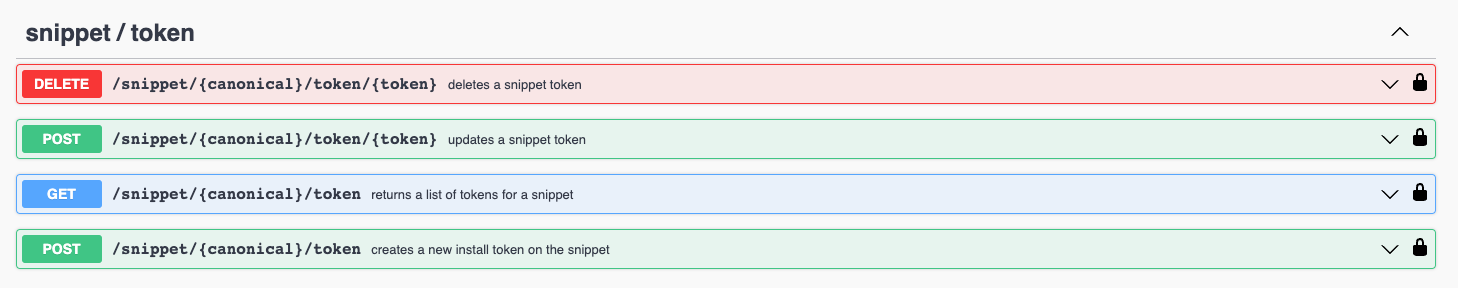 snippet / token
DELETE /snippet/{canonical}/token/{token} deletes a snippet token
POST /snippet/{canonical}/token/{token} updates a snippet token
GET /snippet/{canonical}/token returns a list of tokens for a snippet
POST /snippet/{canonical}/token creates a new install token on the snippet